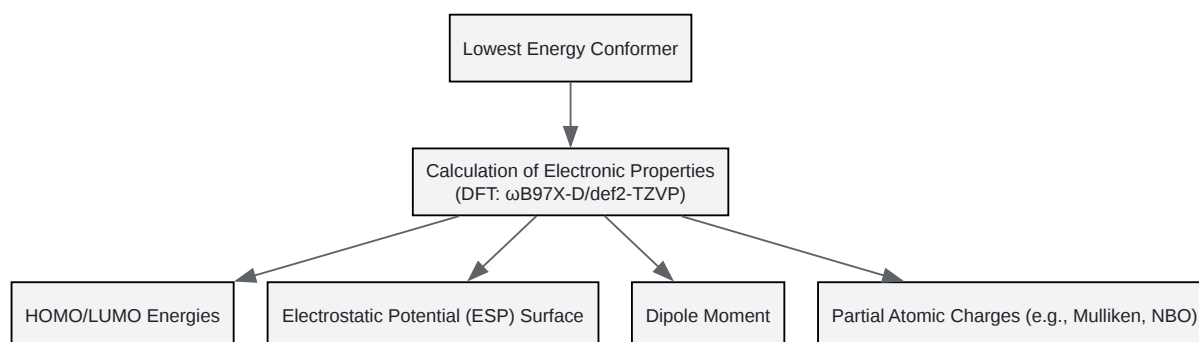 Lowest Energy Conformer
Calculation of Electronic Properties
(DFT: ωB97X-D/def2-TZVP)
HOMO/LUMO Energies
Electrostatic Potential (ESP) Surface
Dipole Moment
Partial Atomic Charges (e.g., Mulliken, NBO)